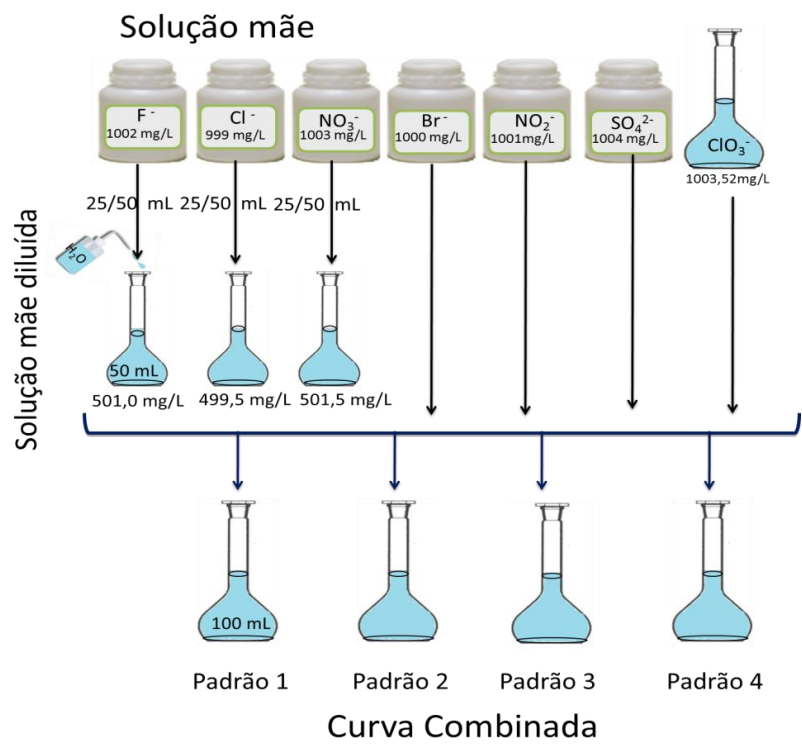 Solução mãe
F -
1002 mg/L
Cl -
999 mg/L
NO₃-
1003 mg/L
Br -
1000 mg/L
NO₂-
1001mg/L
SO₄²-
1004 mg/L
ClO₃-
1003,52mg/L
25/50 mL
25/50 mL
25/50 mL
H₂O
Solução mãe diluída
50 mL
501,0 mg/L
499,5 mg/L
501,5 mg/L
100 mL
Padrão 1
Padrão 2
Padrão 3
Padrão 4
Curva Combinada